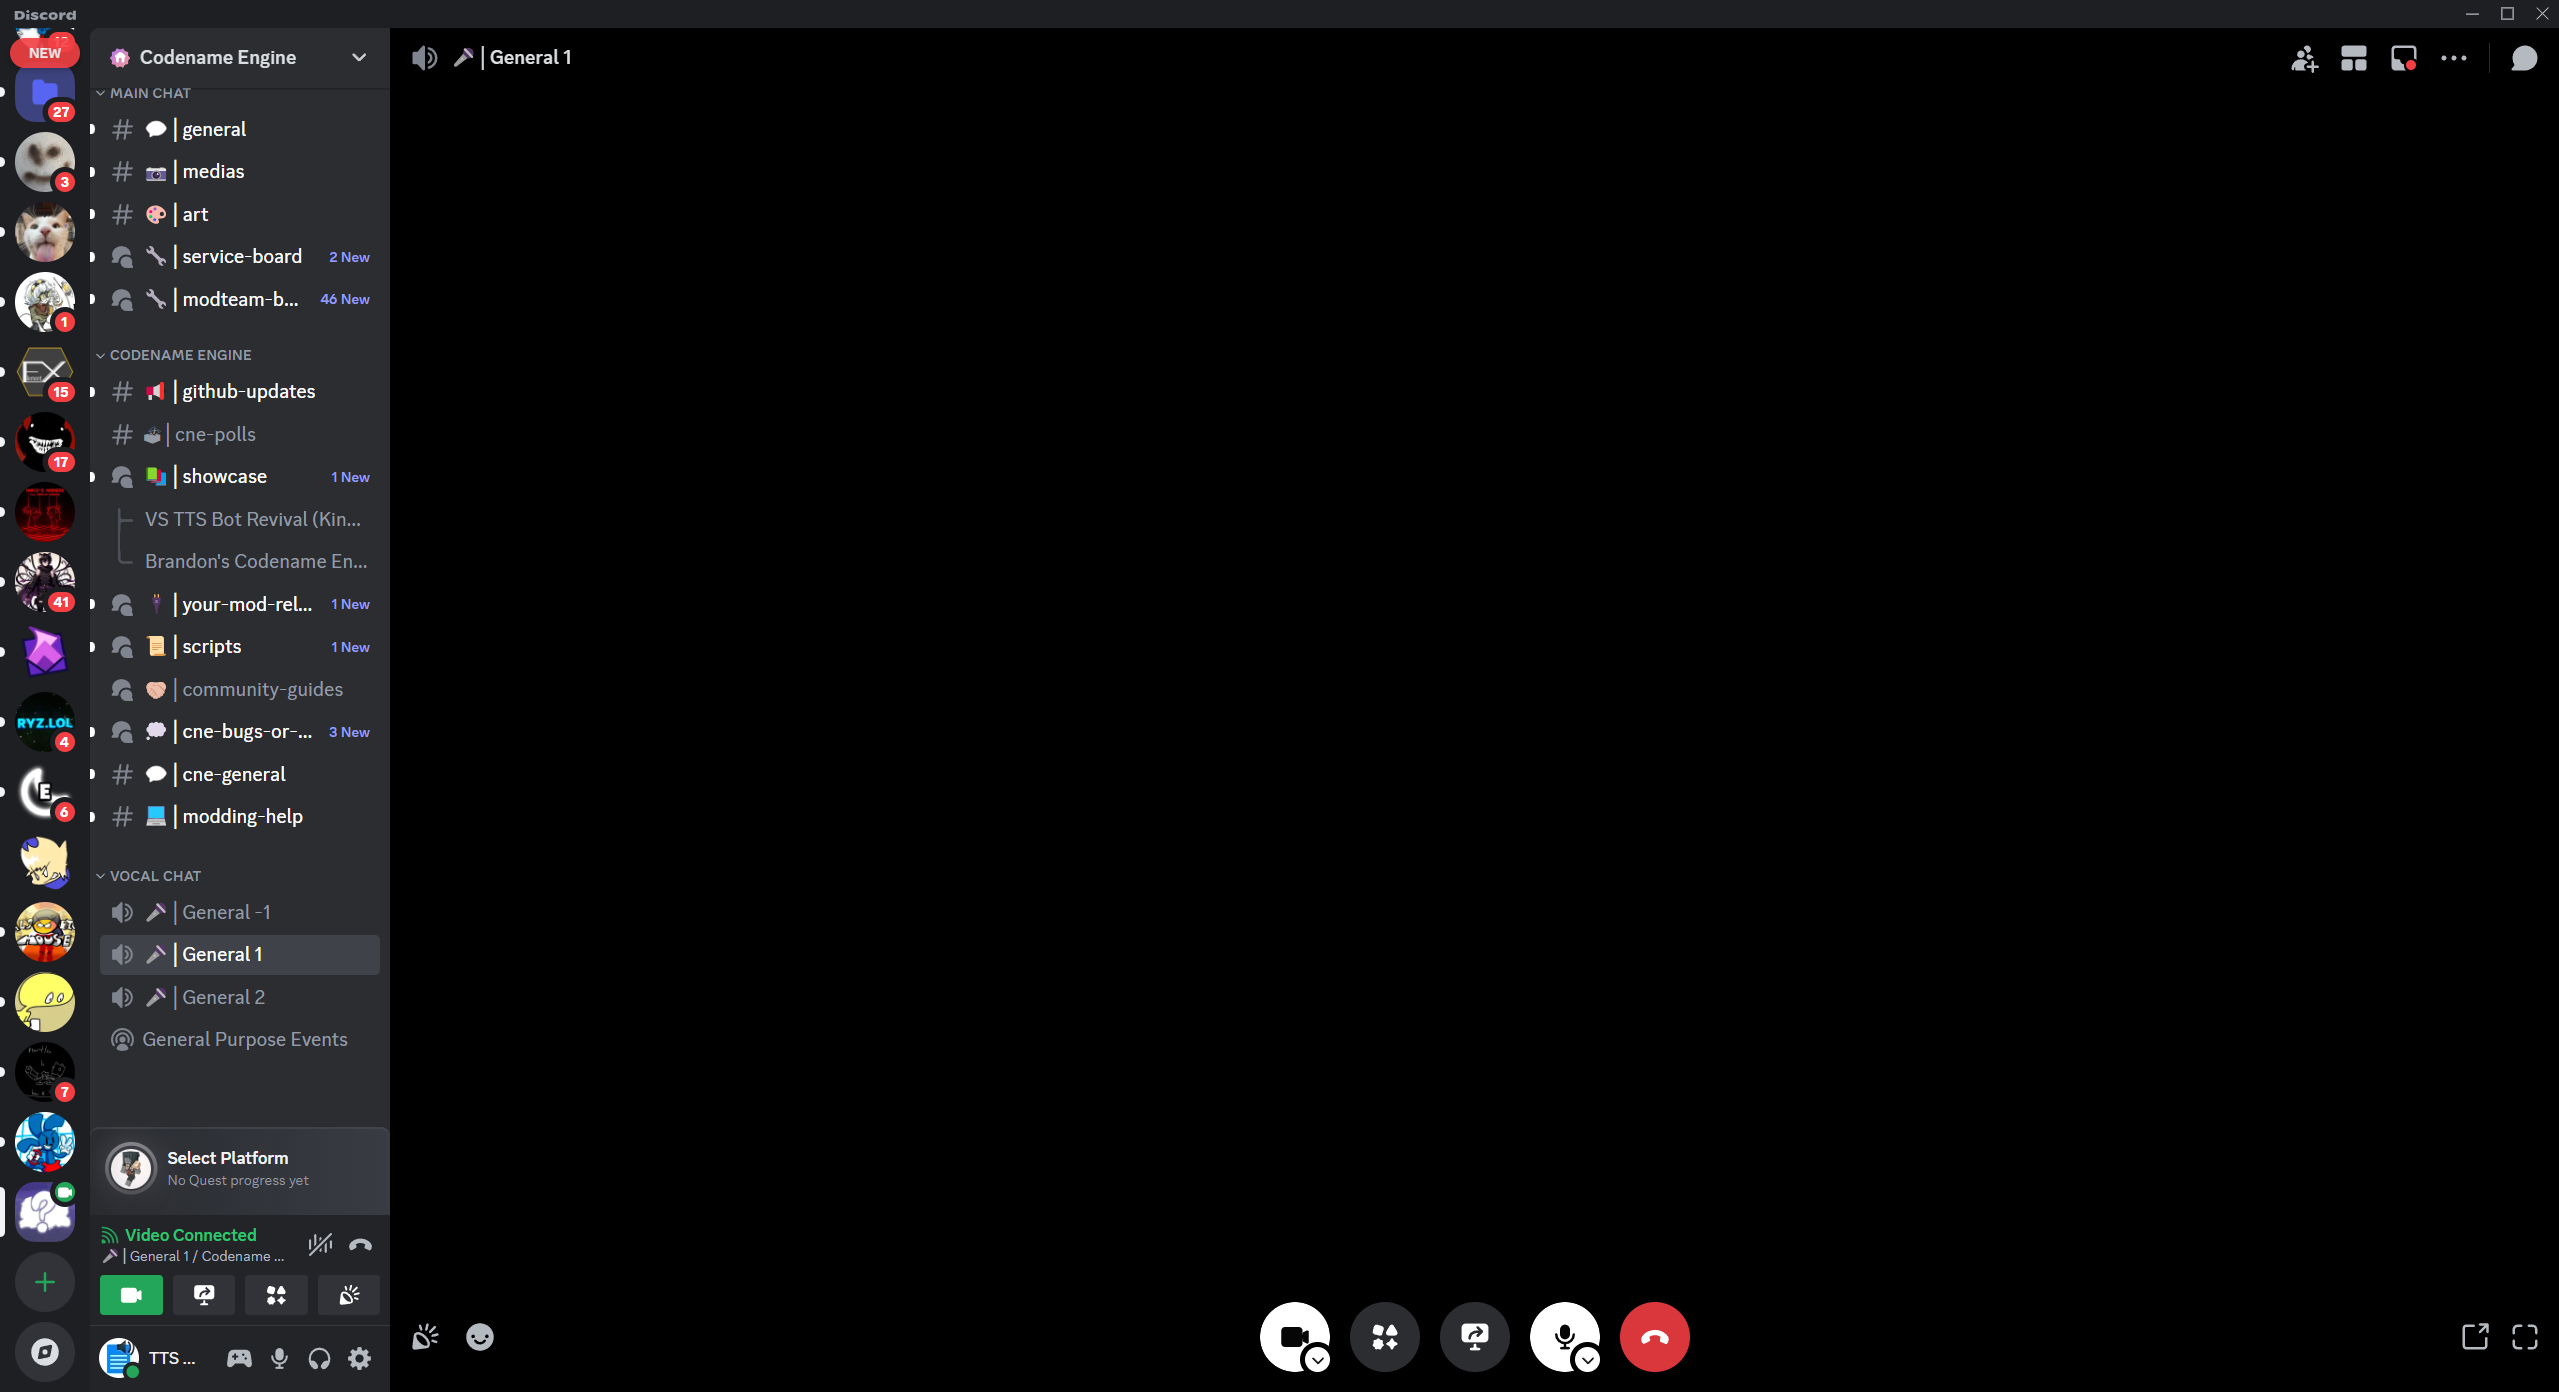 Discord
NEW
27
3
1
15
17
41
RYZ.LOL
4
E
6
7
Codename Engine
MAIN CHAT
general
medias
art
service-board 2 New
modteam-b... 46 New
CODENAME ENGINE
github-updates
cne-polls
showcase 1 New
VS TTS Bot Revival (Kin...
Brandon's Codename En...
your-mod-rel... 1 New
scripts 1 New
community-guides
cne-bugs-or-... 3 New
cne-general
modding-help
VOCAL CHAT
General -1
General 1
General 2
General Purpose Events
Select Platform
No Quest progress yet
Video Connected
| General 1 / Codename ...
TTS ...
| General 1